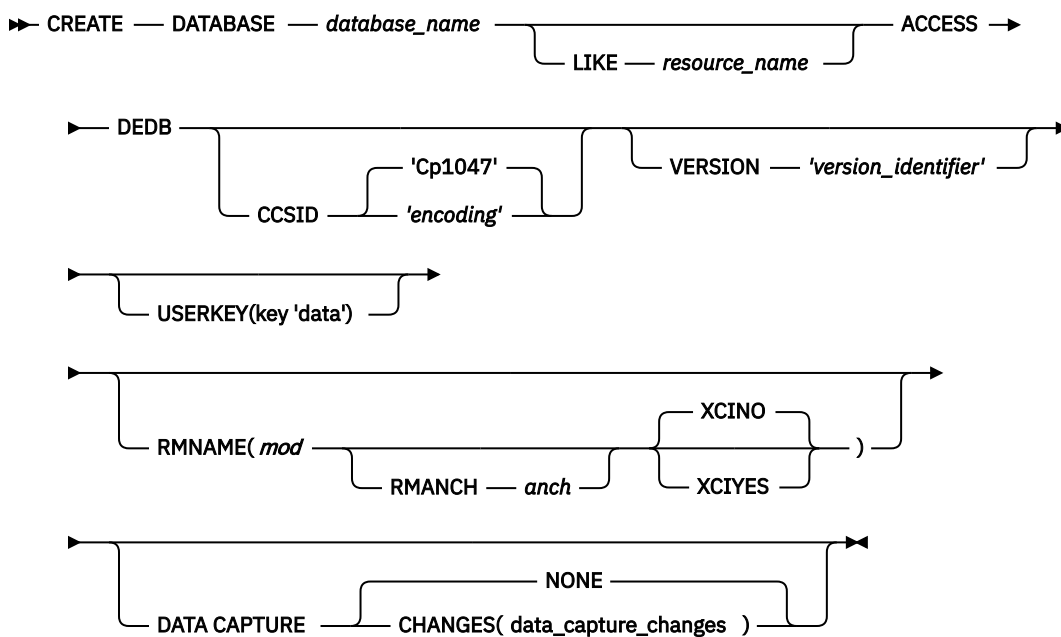 CREATE DATABASE database_name ACCESS
LIKE resource_name
DEDB
'Cp1047'
VERSION 'version_identifier'
CCSID 'encoding'
USERKEY(key 'data')
XCINO
RMNAME( mod )
RMANCH anch XCIYES
NONE
DATA CAPTURE CHANGES( data_capture_changes )